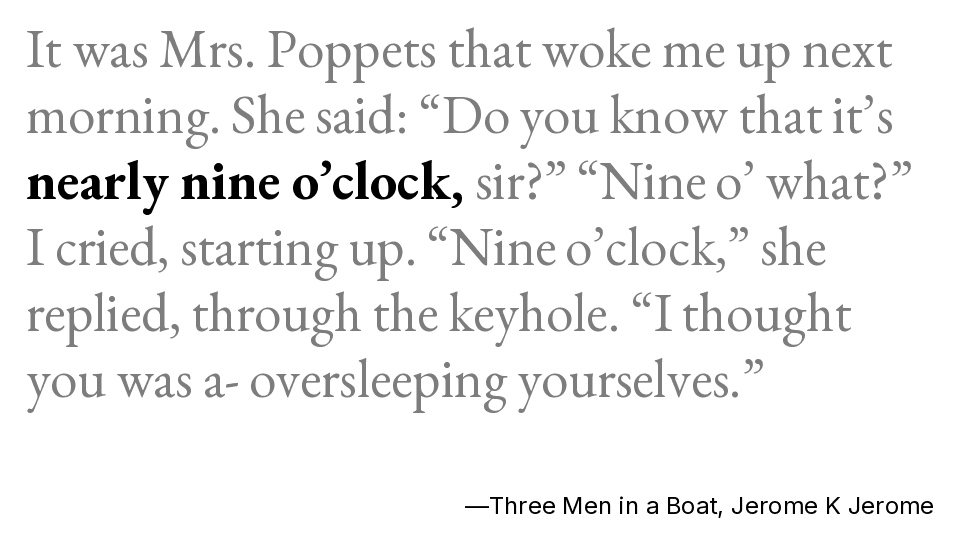 It was Mrs. Poppets that woke me up next
morning. She said: “Do you know that it’s
nearly nine o’clock, sir?” “Nine o’ what?”
I cried, starting up. “Nine o’clock,” she
replied, through the keyhole. “I thought
you was a- oversleeping yourselves.”
—Three Men in a Boat, Jerome K Jerome